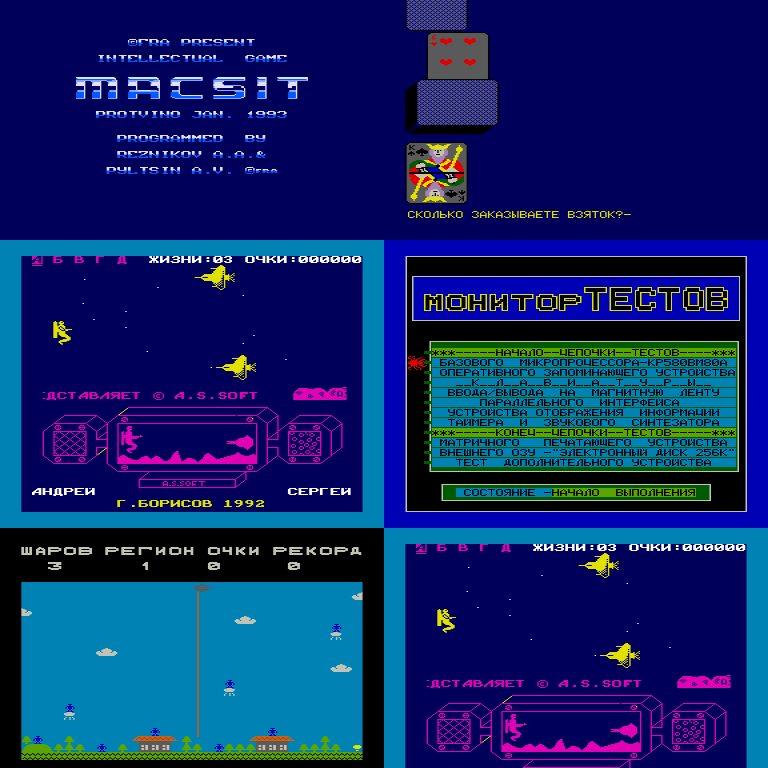 ©FRA PRESENT
INTELLECTUAL GAME
MACSIT
PROTVINO JAN. 1993
PROGRAMMED BY
REZNIKOV A.A.&
PYLTSIN A.V. ©FRA
K
K
СКОЛЬКО ЗАКАЗЫВАЕТЕ ВЗЯТОК?-
А Б В Г Д ЖИЗНИ:03 ОЧКИ:000000
ДСТАВЛЯЕТ © A.S.SOFT
A.S.SOFT
АНДРЕЙ СЕРГЕЙ
Г.БОРИСОВ 1992
МОНИТОР ТЕСТОВ
***------НАЧАЛО--ЦЕПОЧКИ--ТЕСТОВ-----***
БАЗОВОГО МИКРОПРОЦЕССОРА-КР580ВМ80А
ОПЕРАТИВНОГО ЗАПОМИНАЮЩЕГО УСТРОЙСТВА
__К__Л__А__В__И__А__Т__У__Р__Ы__
ВВОДА/ВЫВОДА НА МАГНИТНУЮ ЛЕНТУ
ПАРАЛЛЕЛЬНОГО ИНТЕРФЕЙСА
УСТРОЙСТВА ОТОБРАЖЕНИЯ ИНФОРМАЦИИ
ТАЙМЕРА И ЗВУКОВОГО СИНТЕЗАТОРА
***------КОНЕЦ--ЦЕПОЧКИ--ТЕСТОВ------***
МАТРИЧНОГО ПЕЧАТАЮЩЕГО УСТРОЙСТВА
ВНЕШНЕГО ОЗУ -"ЭЛЕКТРОННЫЙ ДИСК 256К"
ТЕСТ ДОПОЛНИТЕЛЬНОГО УСТРОЙСТВА
СОСТОЯНИЕ -НАЧАЛО ВЫПОЛНЕНИЯ
ШАРОВ РЕГИОН ОЧКИ РЕКОРД
3 1 0 0
А Б В Г Д ЖИЗНИ:03 ОЧКИ:000000
ДСТАВЛЯЕТ © A.S.SOFT